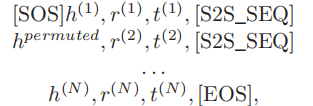 [SOS]h^{(1)}, r^{(1)}, t^{(1)}, [S2S_SEQ]
h^{permuted}, r^{(2)}, t^{(2)}, [S2S_SEQ]
...
h^{(N)}, r^{(N)}, t^{(N)}, [EOS],